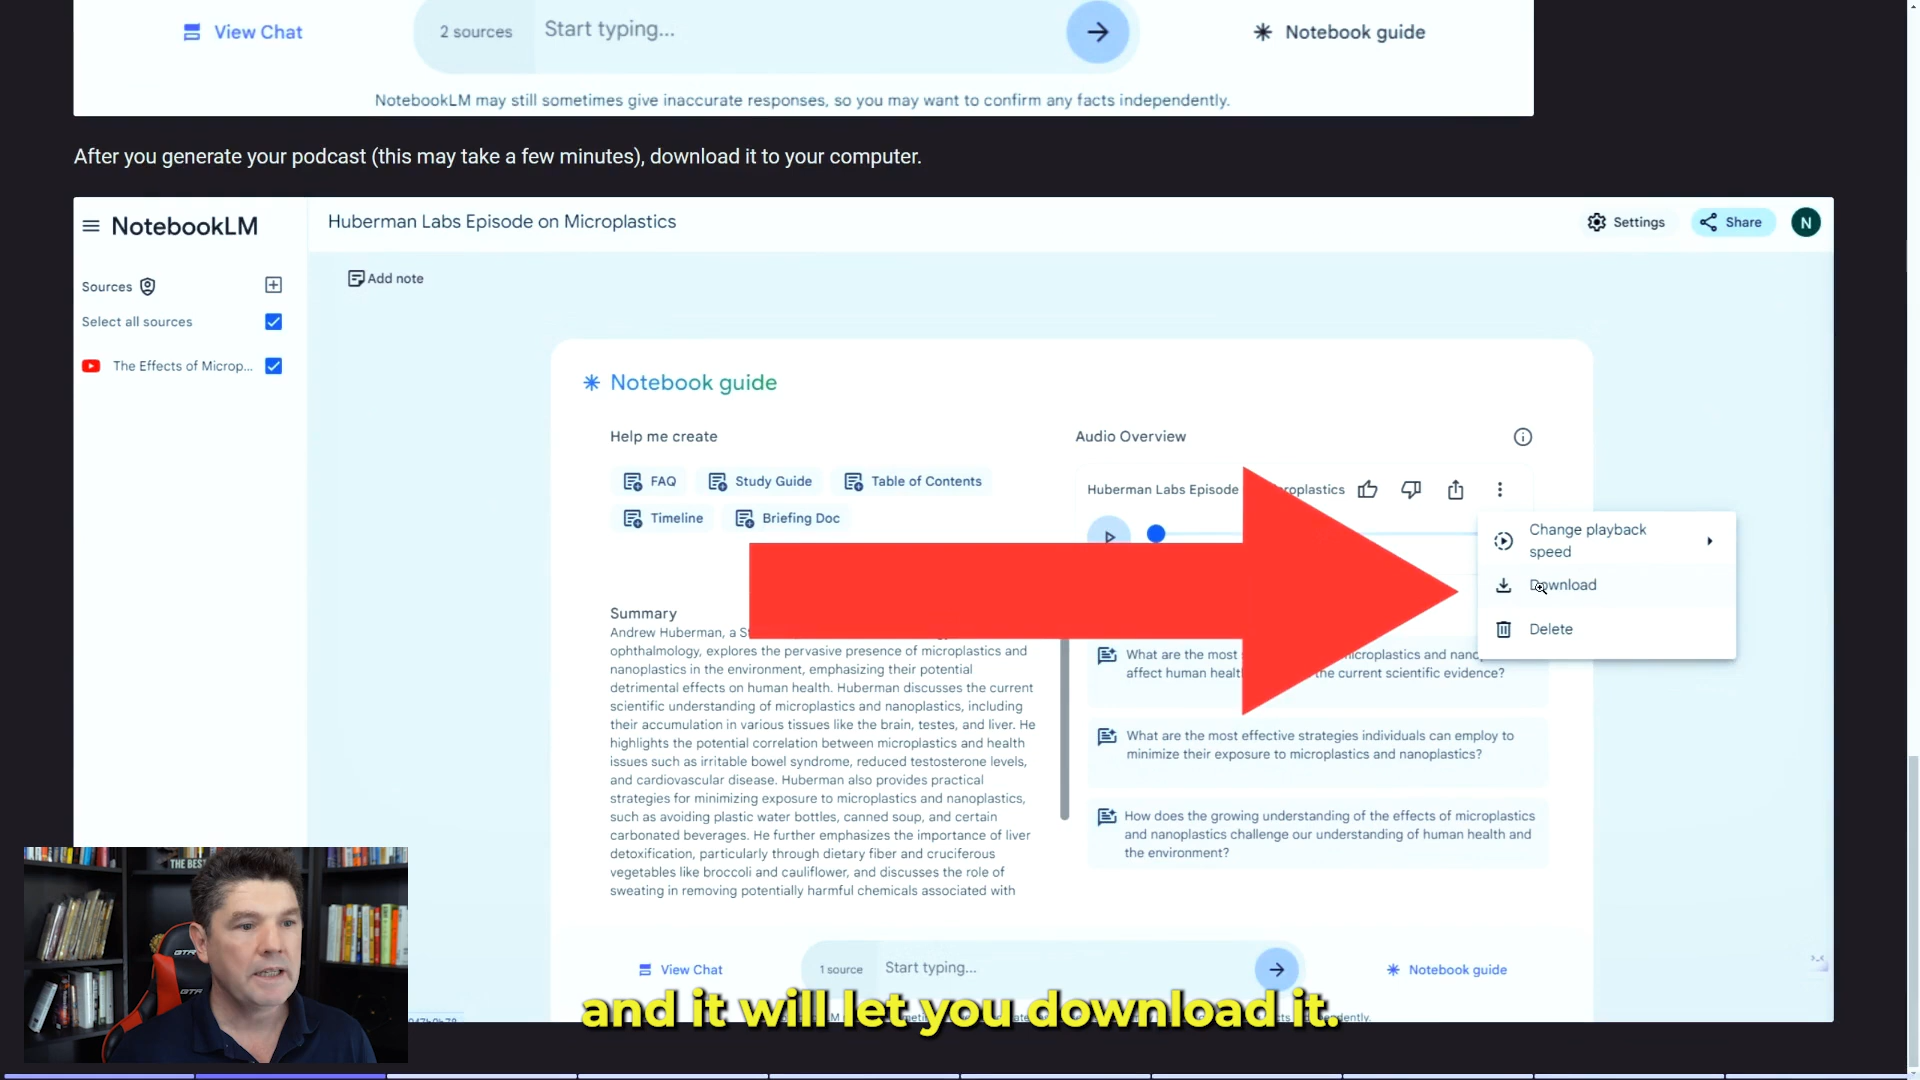 View Chat
2 sources
Start typing...
Notebook guide
NotebookLM may still sometimes give inaccurate responses, so you may want to confirm any facts independently.
After you generate your podcast (this may take a few minutes), download it to your computer.
NotebookLM
Huberman Labs Episode on Microplastics
Settings
Share
N
Sources
Add note
Select all sources
The Effects of Microp...
Notebook guide
Help me create
Audio Overview
FAQ
Study Guide
Table of Contents
Huberman Labs Episode
Timeline
Briefing Doc
Change playback
speed
Download
Delete
Summary
Andrew Huberman, a
ophthalmology, explores the pervasive presence of microplastics and
nanoplastics in the environment, emphasizing their potential
detrimental effects on human health. Huberman discusses the current
scientific understanding of microplastics and nanoplastics, including
their accumulation in various tissues like the brain, testes, and liver. He
highlights the potential correlation between microplastics and health
issues such as irritable bowel syndrome, reduced testosterone levels,
and cardiovascular disease. Huberman also provides practical
strategies for minimizing exposure to microplastics and nanoplastics,
such as avoiding plastic water bottles, canned soup, and certain
carbonated beverages. He further emphasizes the importance of liver
detoxification, particularly through dietary fiber and cruciferous
vegetables like broccoli and cauliflower, and discusses the role of
sweating in removing potentially harmful chemicals associated with
What are the most
affect human the current scientific evidence?
What are the most effective strategies individuals can employ to
minimize their exposure to microplastics and nanoplastics?
How does the growing understanding of the effects of microplastics
and nanoplastics challenge our understanding of human health and
the environment?
THE BES
GTR
GTR
View Chat
1 source
Start typing...
Notebook guide
and it will let you download it.